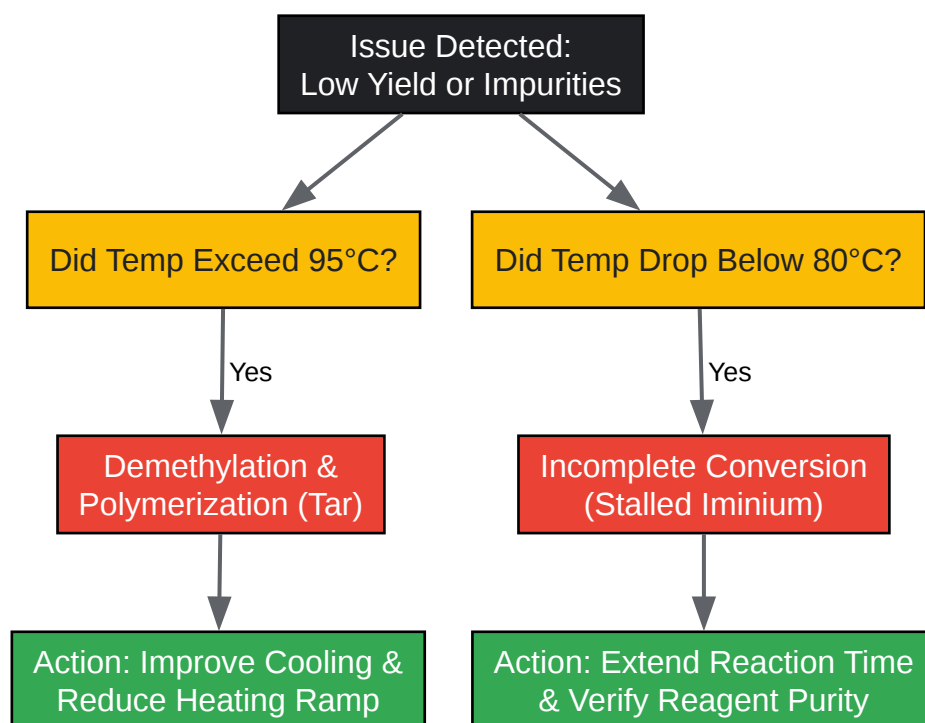 Issue Detected:
Low Yield or Impurities
Did Temp Exceed 95°C?
Did Temp Drop Below 80°C?
Yes
Yes
Demethylation &
Polymerization (Tar)
Incomplete Conversion
(Stalled Iminium)
Action: Improve Cooling &
Reduce Heating Ramp
Action: Extend Reaction Time
& Verify Reagent Purity